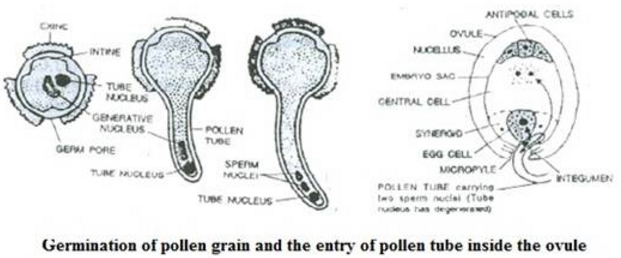 EXINE
INTINE
TUBE
NUCLEUS
GENERATIVE
NUCLEUS
GERM PORE
POLLEN
TUBE
TUBE NUCLEUS
SPERM
NUCLEI
TUBE NUCLEUS
ANTIPODAL CELLS
OVULE
NUCELLUS
EMBRYO SAC
CENTRAL CELL
SYNERGID
EGG CELL
MICROPYLE
INTEGUMEN
POLLEN TUBE carrying
two sperm nuclei (Tube
nucleus has degenerated)
Germination of pollen grain and the entry of pollen tube inside the ovule